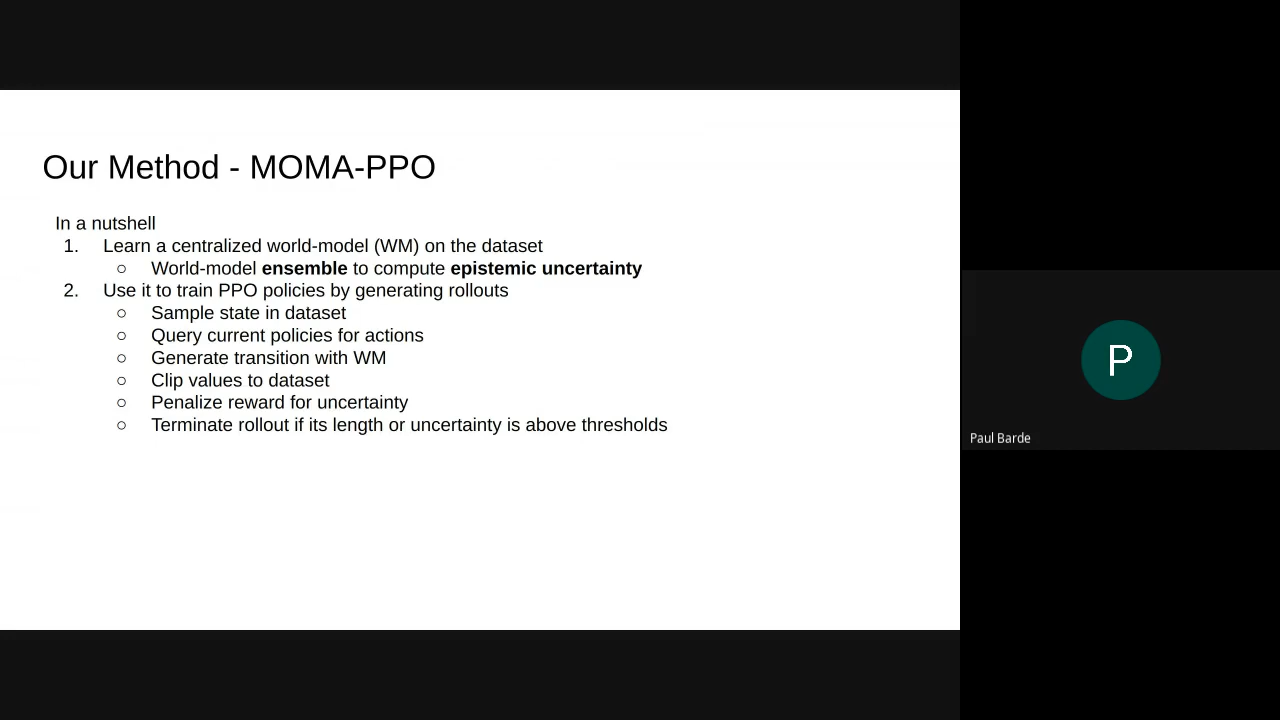 Our Method - MOMA-PPO
In a nutshell
1. Learn a centralized world-model (WM) on the dataset
○ World-model ensemble to compute epistemic uncertainty
2. Use it to train PPO policies by generating rollouts
○ Sample state in dataset
○ Query current policies for actions
○ Generate transition with WM
○ Clip values to dataset
○ Penalize reward for uncertainty
○ Terminate rollout if its length or uncertainty is above thresholds
P
Paul Barde